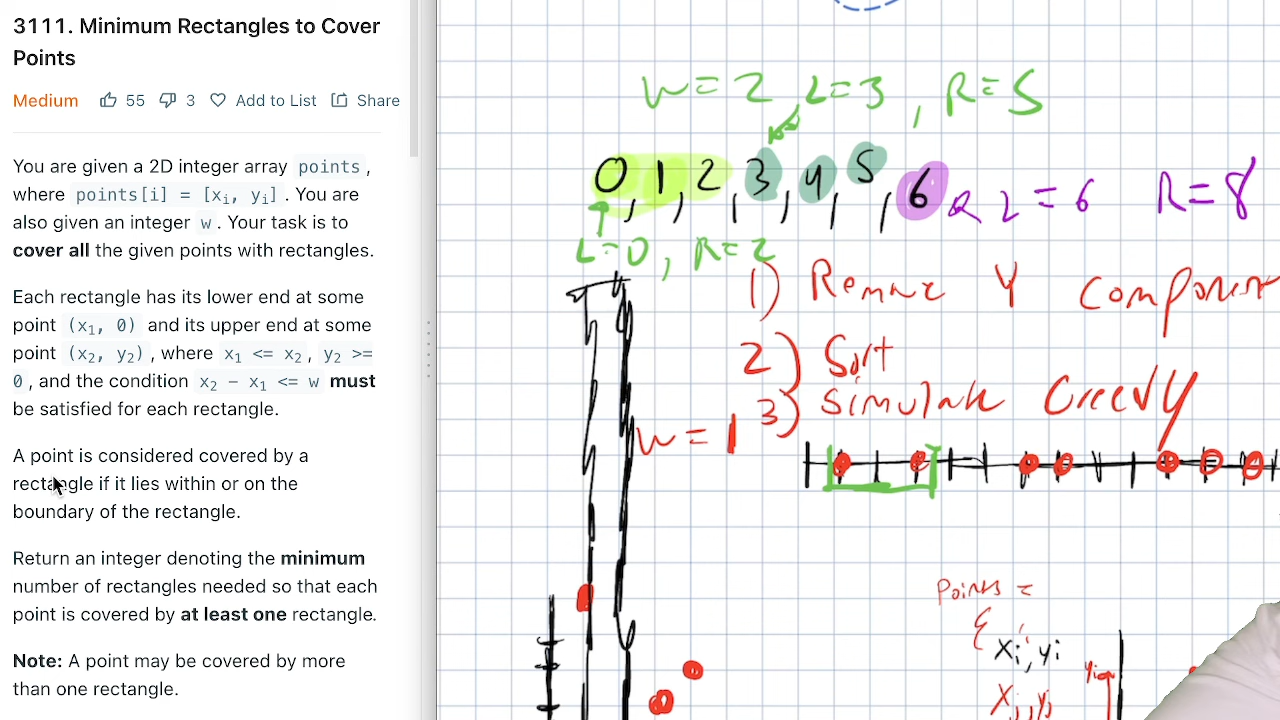 3111. Minimum Rectangles to Cover
Points
Medium 55 3 Add to List Share
You are given a 2D integer array points ,
where points[i] = [xi, yi] . You are
also given an integer w . Your task is to
cover all the given points with rectangles.
Each rectangle has its lower end at some
point (x1, 0) and its upper end at some
point (x2, y2) , where x1 <= x2 , y2 >=
0 , and the condition x2 − x1 <= w must
be satisfied for each rectangle.
A point is considered covered by a
rectangle if it lies within or on the
boundary of the rectangle.
Return an integer denoting the minimum
number of rectangles needed so that each
point is covered by at least one rectangle.
Note: A point may be covered by more
than one rectangle.
W = 2 , L = 3 , R = 5
0, 1, 2, 3, 4, 5, 6 L = 6 R = 8
L = 0, R = 2
1) Remove Y Component
2) Sort
3) Simulate Greedy
W = 1
Points =
{
xi, yi
xj, yj
yi